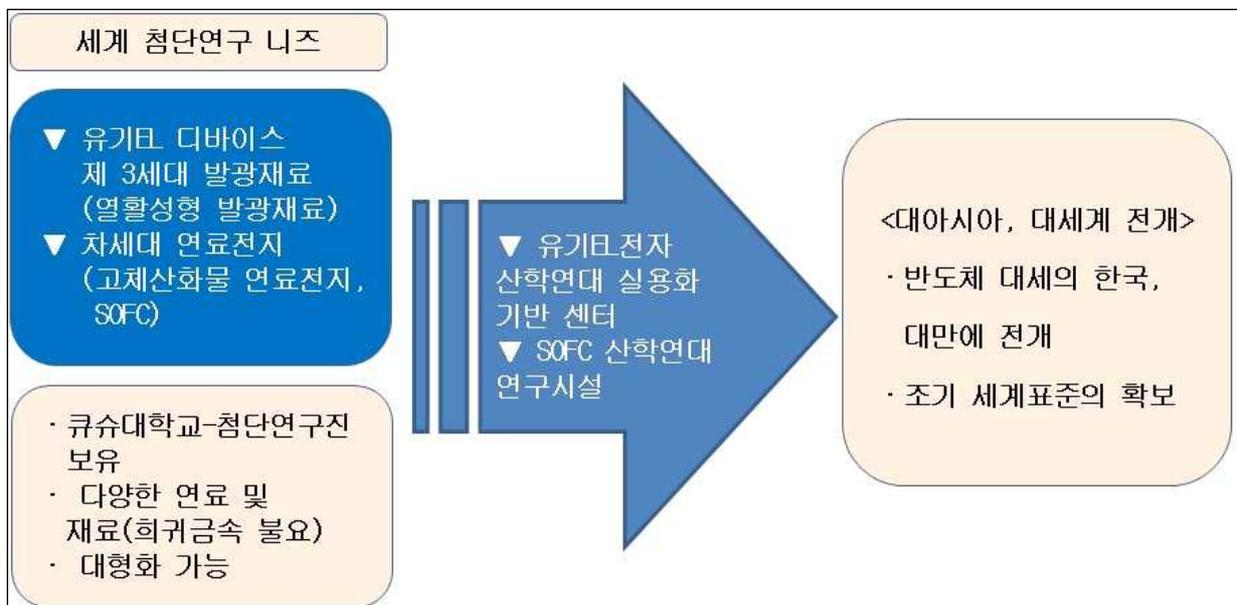 세계 첨단연구 니즈
▼ 유기EL 디바이스
제 3세대 발광재료
(열활성형 발광재료)
▼ 차세대 연료전지
(고체산화물 연료전지,
SOFC)
· 큐슈대학교-첨단연구진
보유
· 다양한 연료 및
재료(희귀금속 불요)
· 대형화 가능
▼ 유기EL전자
산학연대 실용화
기반 센터
▼ SOFC 산학연대
연구시설
<대아시아, 대세계 전개>
· 반도체 대세의 한국,
대만에 전개
· 조기 세계표준의 확보